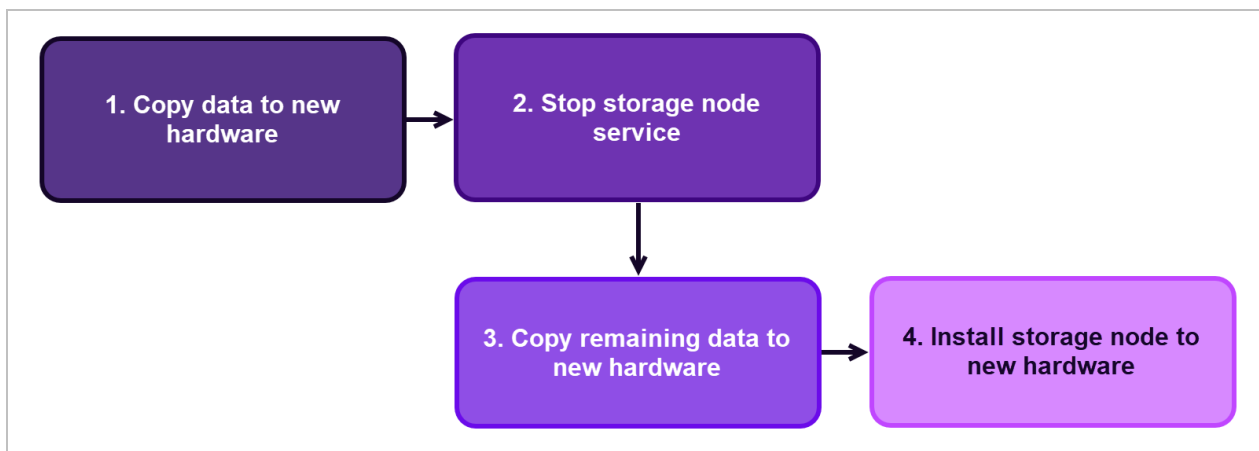 1. Copy data to new
hardware
2. Stop storage node
service
3. Copy remaining data to
new hardware
4. Install storage node to
new hardware